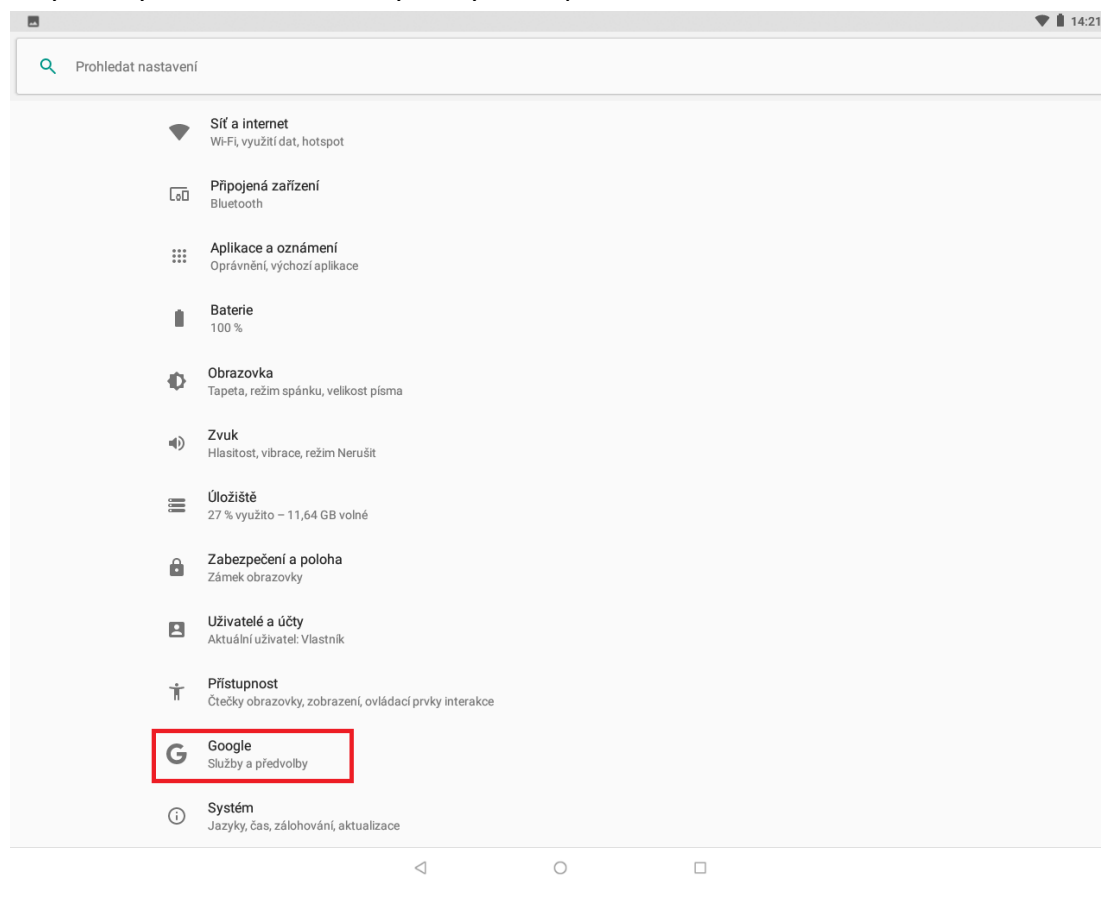 14:21
Prohledat nastavení
Síť a internet
Wi-Fi, využití dat, hotspot
Připojená zařízení
Bluetooth
Aplikace a oznámení
Oprávnění, výchozí aplikace
Baterie
100 %
Obrazovka
Tapeta, režim spánku, velikost písma
Zvuk
Hlasitost, vibrace, režim Nerušit
Úložiště
27 % využito – 11,64 GB volné
Zabezpečení a poloha
Zámek obrazovky
Uživatelé a účty
Aktuální uživatel: Vlastník
Přístupnost
Čtečky obrazovky, zobrazení, ovládací prvky interakce
Google
Služby a předvolby
Systém
Jazyky, čas, zálohování, aktualizace